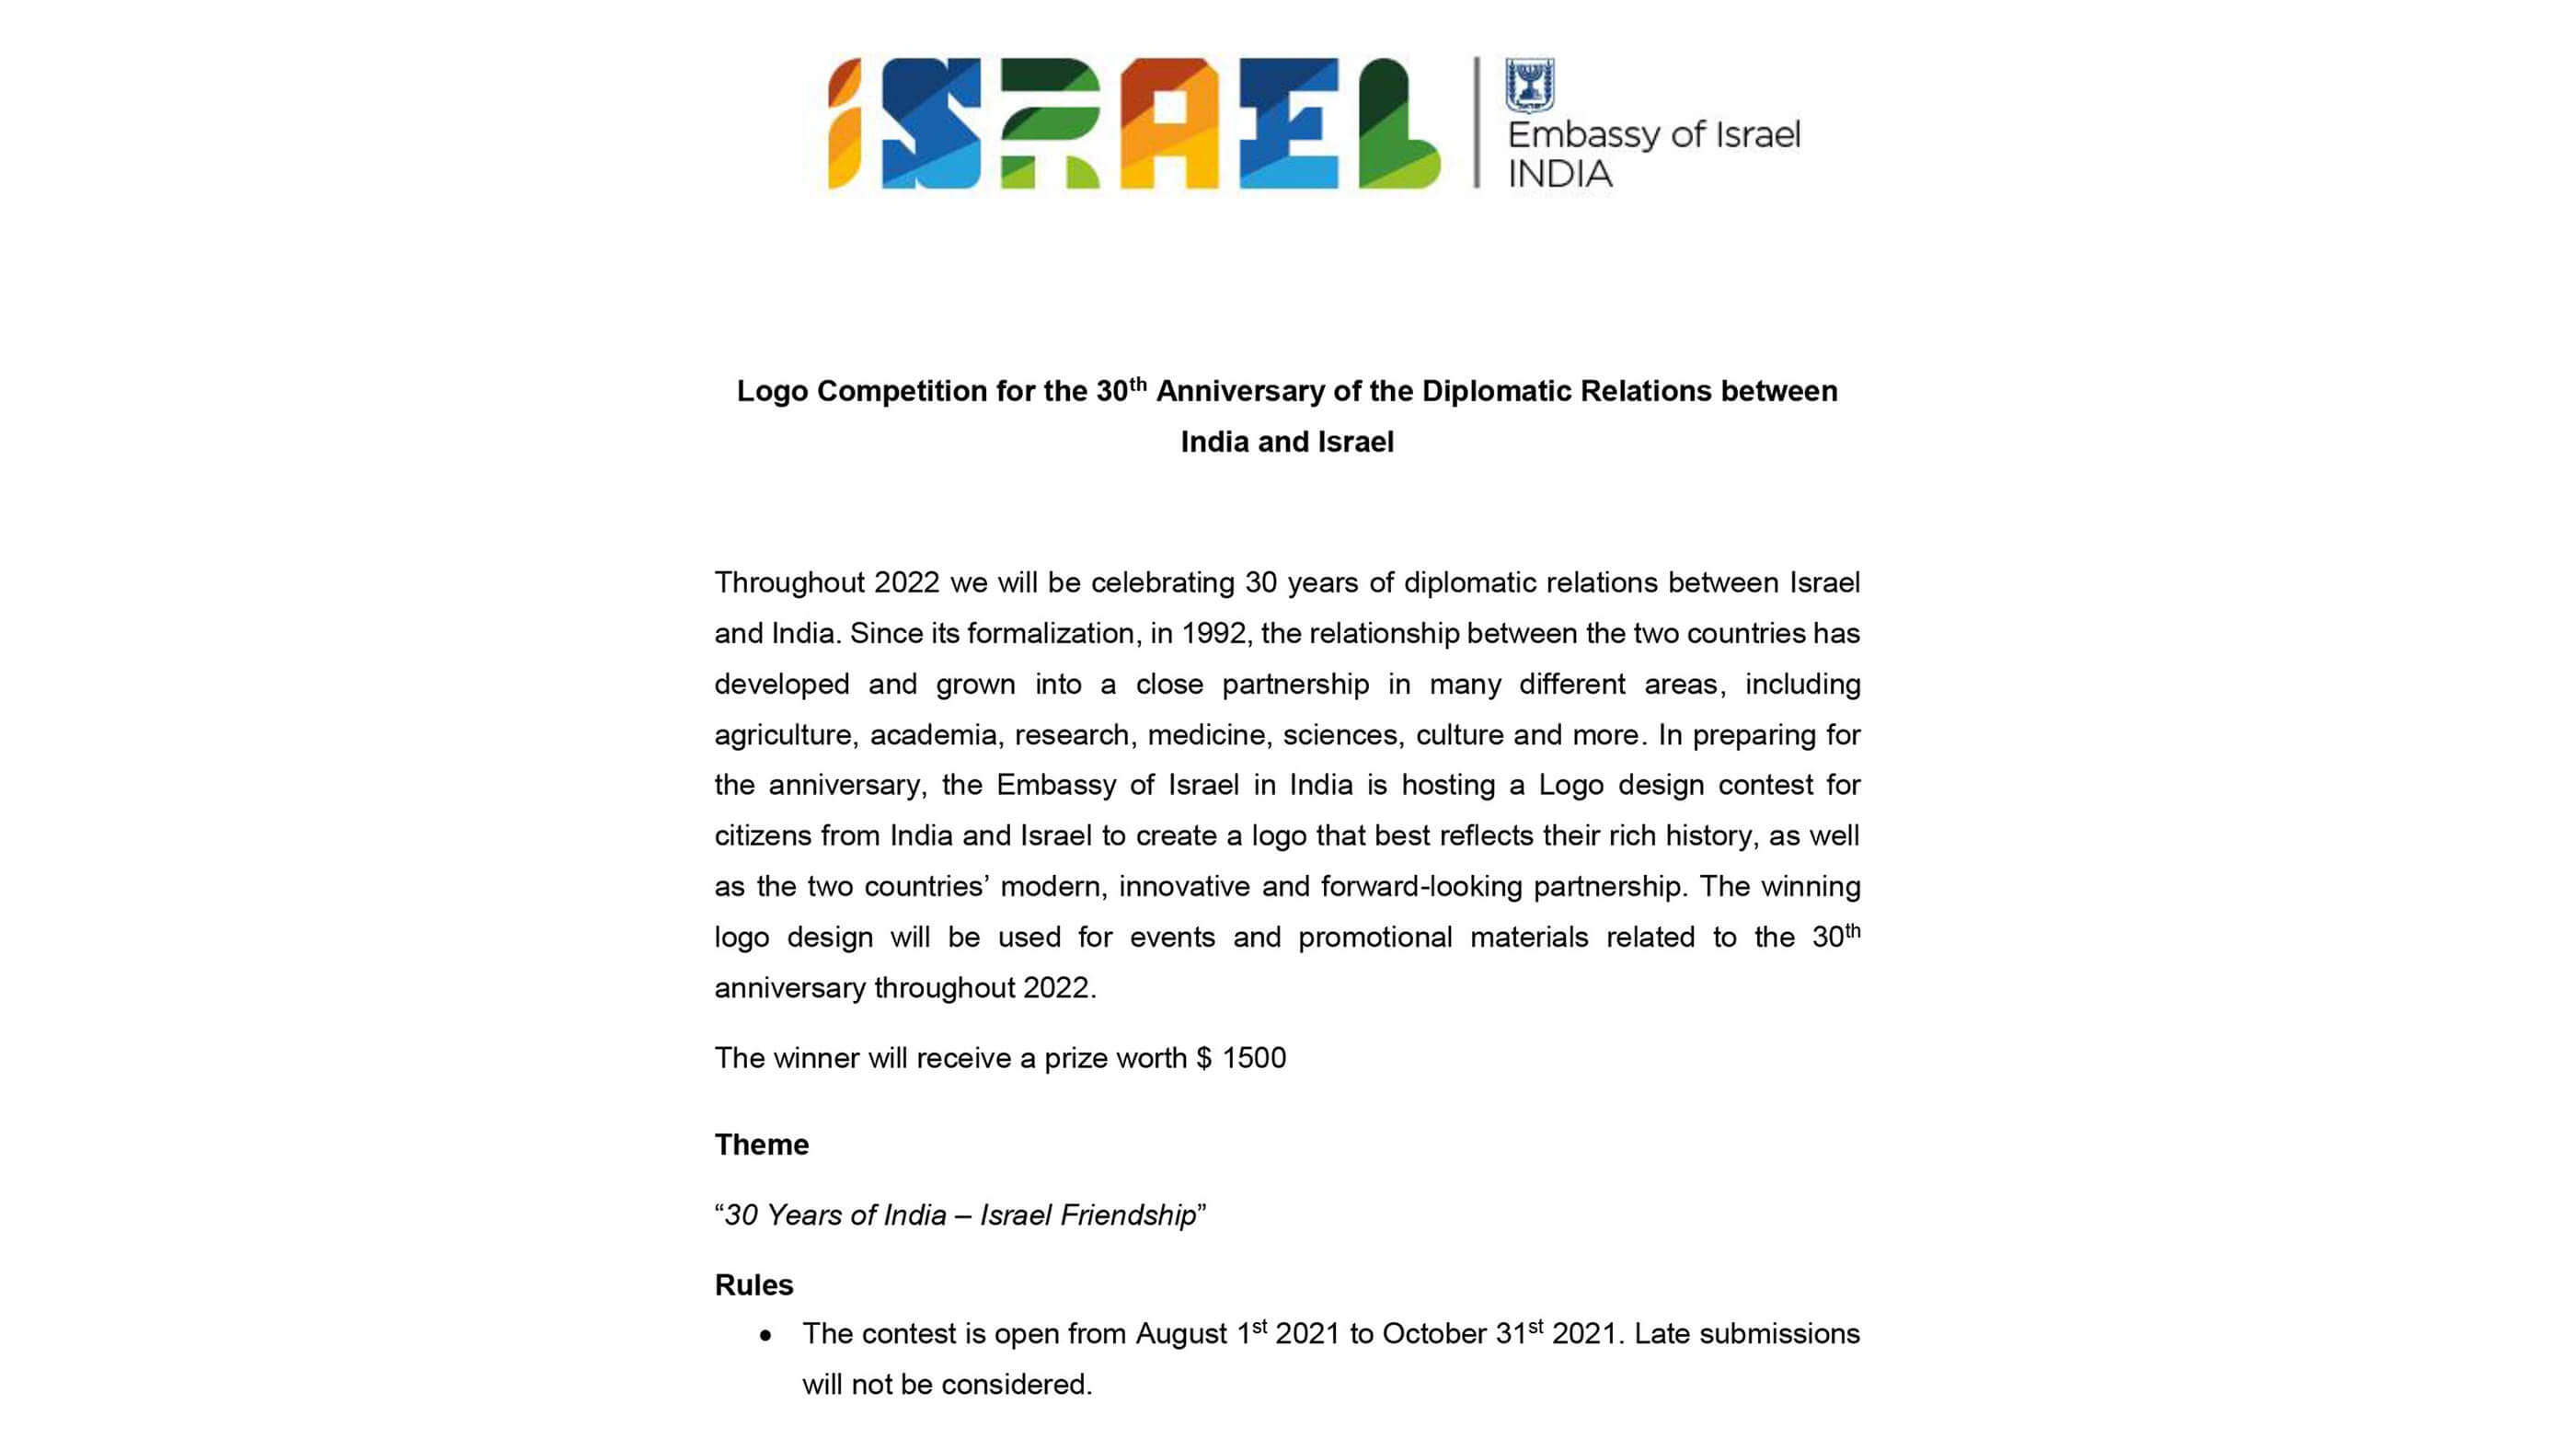 ISRAEL
Embassy of Israel
INDIA
Logo Competition for the 30th Anniversary of the Diplomatic Relations between
India and Israel
Throughout 2022 we will be celebrating 30 years of diplomatic relations between Israel
and India. Since its formalization, in 1992, the relationship between the two countries has
developed and grown into a close partnership in many different areas, including
agriculture, academia, research, medicine, sciences, culture and more. In preparing for
the anniversary, the Embassy of Israel in India is hosting a Logo design contest for
citizens from India and Israel to create a logo that best reflects their rich history, as well
as the two countries’ modern, innovative and forward-looking partnership. The winning
logo design will be used for events and promotional materials related to the 30th
anniversary throughout 2022.
The winner will receive a prize worth $ 1500
Theme
“30 Years of India – Israel Friendship”
Rules
• The contest is open from August 1st 2021 to October 31st 2021. Late submissions
will not be considered.